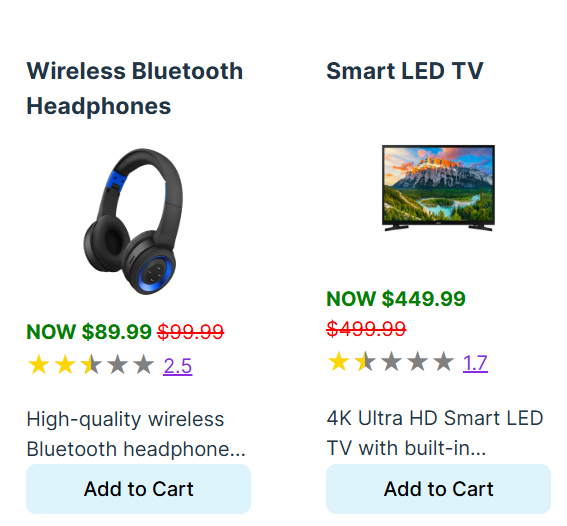 Wireless Bluetooth
Headphones
NOW $89.99 $99.99
2.5
High-quality wireless
Bluetooth headphone...
Add to Cart
Smart LED TV
NOW $449.99
$499.99
1.7
4K Ultra HD Smart LED
TV with built-in...
Add to Cart